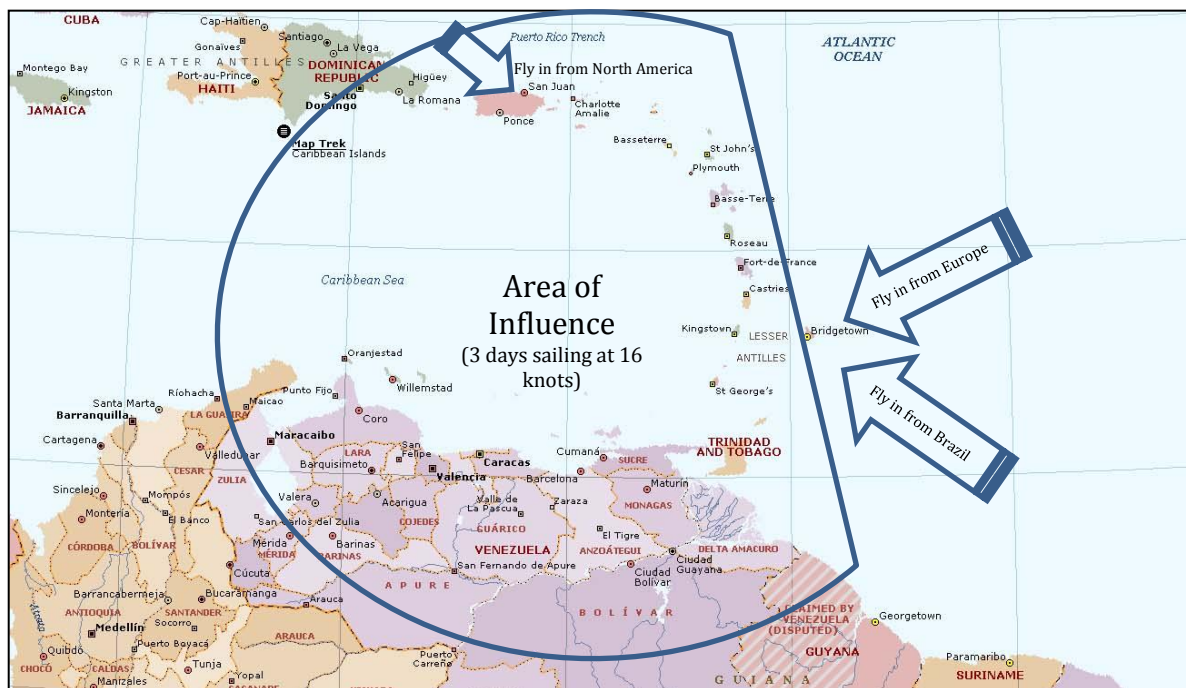 CUBA
Cap-Haïtien
Puerto Rico Trench
ATLANTIC
OCEAN
Gonaïves
Santiago
La Vega
GREATER ANTILLES
DOMINICAN
REPUBLIC
Fly in from North America
Montego Bay
Port-au-Prince
HAITI
Higüey
San Juan
Kingston
Santo
Domingo
La Romana
Charlotte
Amalie
JAMAICA
Ponce
Map Trek
Caribbean Islands
Basseterre
St John's
Plymouth
Basse-Terre
Roseau
Fort-de-France
Fly in from Europe
Caribbean Sea
Area of
Influence
(3 days sailing at 16
knots)
Castries
Kingstown
LESSER
ANTILLES
Bridgetown
Oranjestad
Willemstad
St George's
Fly in from Brazil
Ríohacha
Punto Fijo
Santa Marta
Maicao
Barranquilla
LA GUAJIRA
Coro
Cartagena
Maracaibo
TRINIDAD
AND TOBAGO
Valledupar
LARA
San
Felipe
Caracas
Cumaná
SUCRE
CESAR
Barquisimeto
Valencia
Barcelona
ZULIA
Maturín
Sincelejo
Mompós
Valera
Acarigua
Valle de
La Pascua
Zaraza
MONAGAS
Montería
El Banco
San Carlos del Zulia
COJEDES
GUÁRICO
El Tigre
CÓRDOBA
BOLÍVAR
Mérida
MÉRIDA
Barinas
BARINAS
VENEZUELA
ANZOÁTEGUI
DELTA AMACURO
Cúcuta
San Fernando de Apure
Ciudad
Bolívar
Ciudad
Guayana
Barrancabermeja
Bucaramanga
Arauca
APURE
BOLÍVAR
ANTIOQUIA
SANTANDER
CLAIMED BY
VENEZUELA
(DISPUTED)
Georgetown
Atrato
Medellín
Socorro
ARAUCA
Quibdó
Puerto Boyacá
GUYANA
Puerto
Carreño
Paramaribo
CHOCÓ
CALDAS
Tunja
Manizales
Yopal
CASANARE
GUIANA
SURINAME